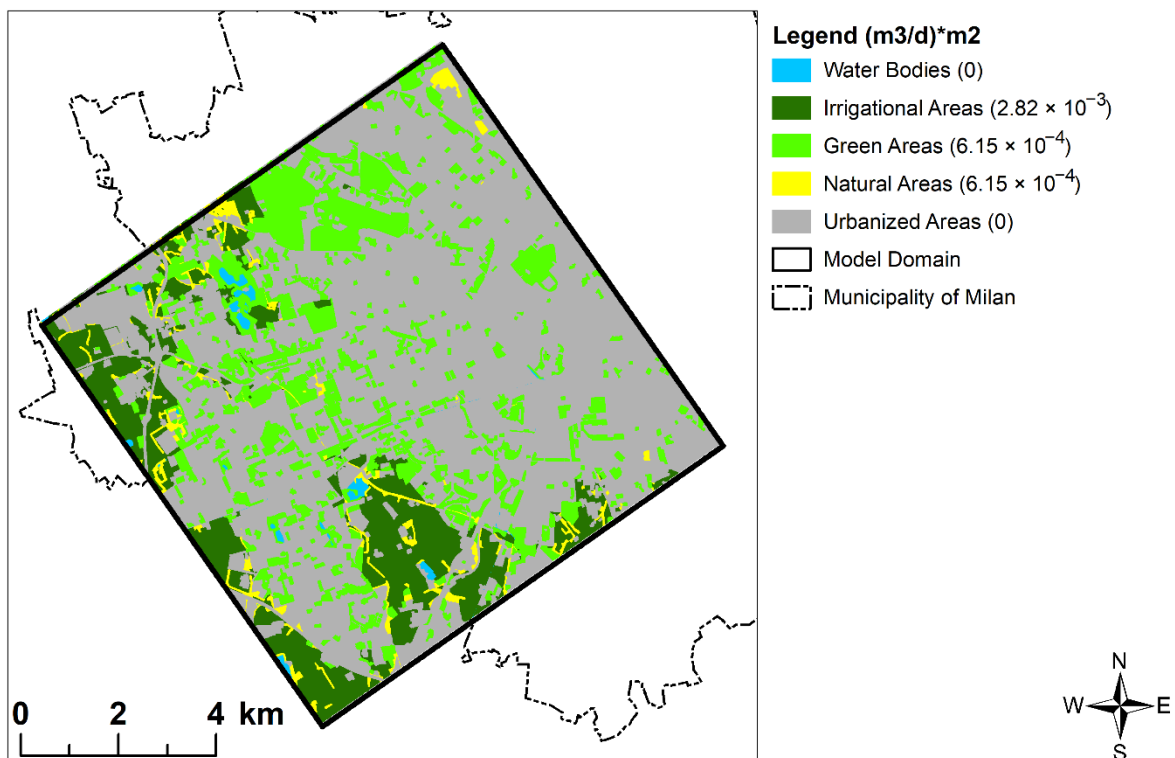 Legend (m3/d)*m2
Water Bodies (0)
Irrigational Areas (2.82 × 10⁻³)
Green Areas (6.15 × 10⁻⁴)
Natural Areas (6.15 × 10⁻⁴)
Urbanized Areas (0)
Model Domain
Municipality of Milan
0 2 4 km
N
W E
S